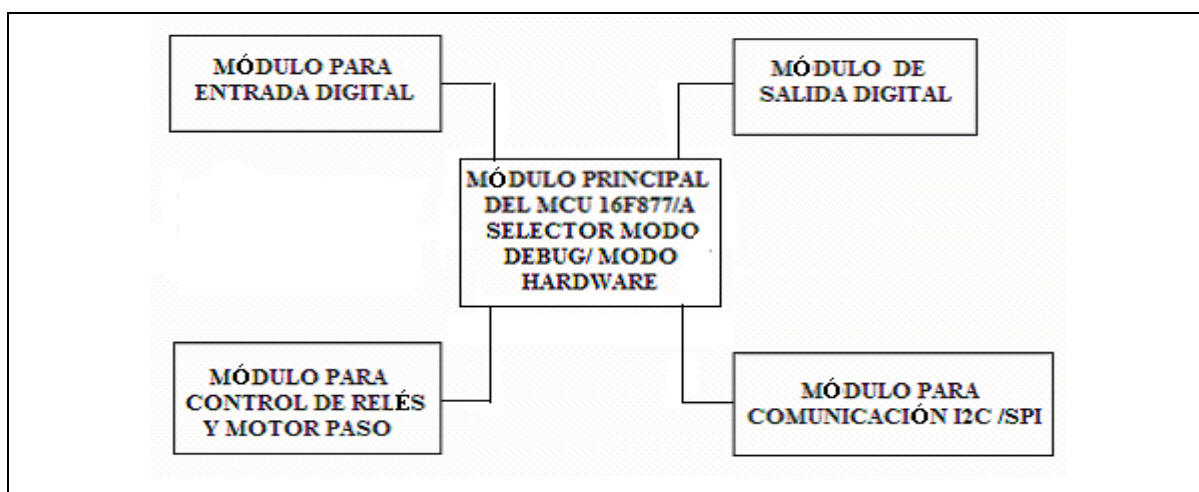 MÓDULO PARA
ENTRADA DIGITAL
MÓDULO DE
SALIDA DIGITAL
MÓDULO PRINCIPAL
DEL MCU 16F877/A
SELECTOR MODO
DEBUG/ MODO
HARDWARE
MÓDULO PARA
CONTROL DE RELÉS
Y MOTOR PASO
MÓDULO PARA
COMUNICACIÓN I2C /SPI